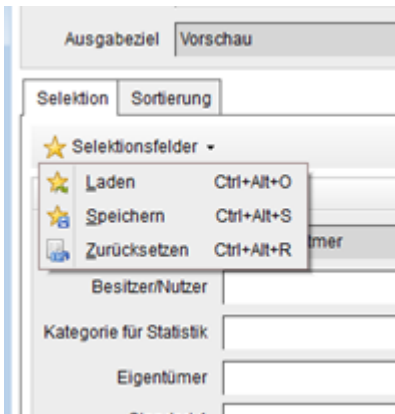 Ausgabeziel Vorschau
Selektion Sortierung
Selektionsfelder
Laden Ctrl+Alt+O
Speichern Ctrl+Alt+S
Zurücksetzen Ctrl+Alt+R
Besitzer/Nutzer
Kategorie für Statistik
Eigentümer